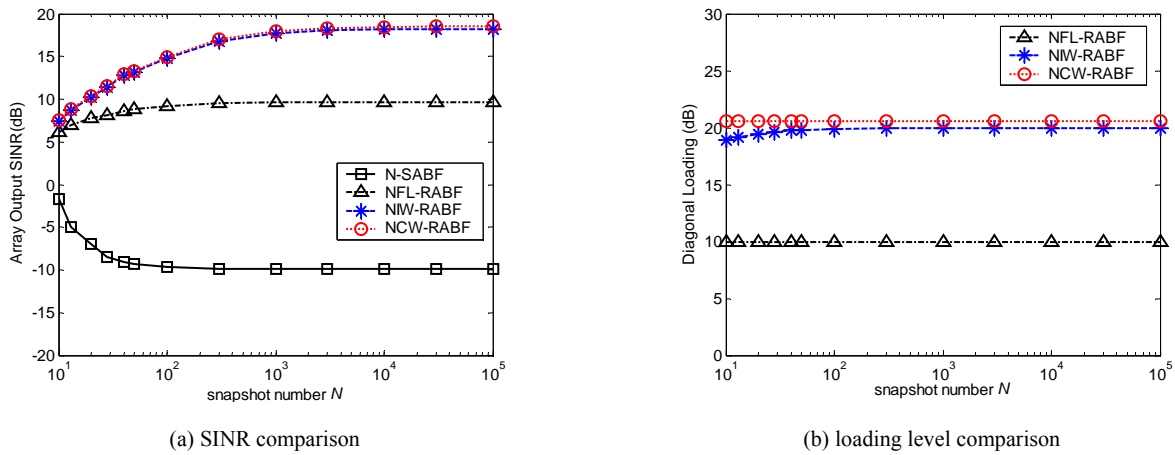 20
15
10
5
0
-5
-10
-15
-20
Array Output SINR(dB)
N-SABF
NFL-RABF
NIW-RABF
NCW-RABF
10^1
10^2
10^3
10^4
10^5
snapshot number N
(a) SINR comparison
30
25
20
15
10
5
0
Diagonal Loading (dB)
NFL-RABF
NIW-RABF
NCW-RABF
10^1
10^2
10^3
10^4
10^5
snapshot number N
(b) loading level comparison